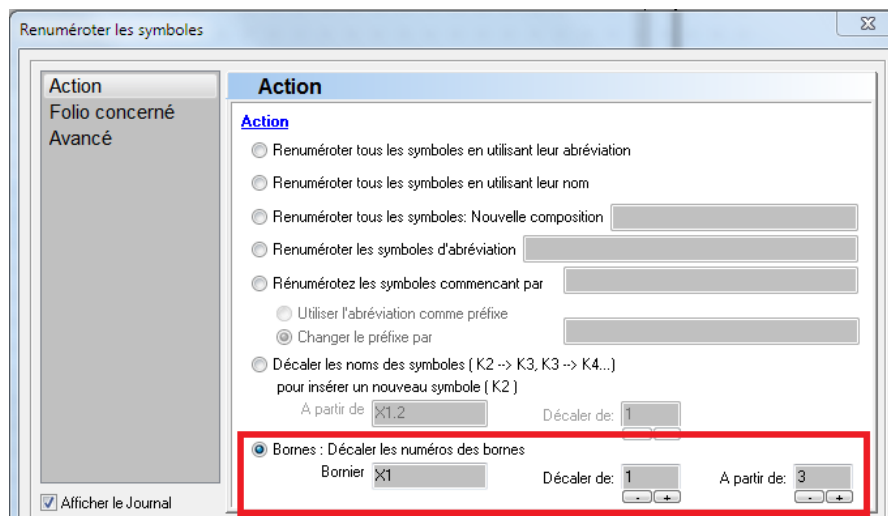 Renuméroter les symboles
Action
Folio concerné
Avancé
Afficher le Journal
Action
Action
Renuméroter tous les symboles en utilisant leur abréviation
Renuméroter tous les symboles en utilisant leur nom
Renuméroter tous les symboles: Nouvelle composition
Renuméroter les symboles d'abréviation
Rénumérotez les symboles commencant par
Utiliser l'abréviation comme préfixe
Changer le préfixe par
Décaler les noms des symboles ( K2 --> K3, K3 --> K4...)
pour insérer un nouveau symbole ( K2 )
A partir de X1.2 Décaler de: 1
Bornes : Décaler les numéros des bornes
Bornier X1 Décaler de: 1 A partir de: 3
- + - +